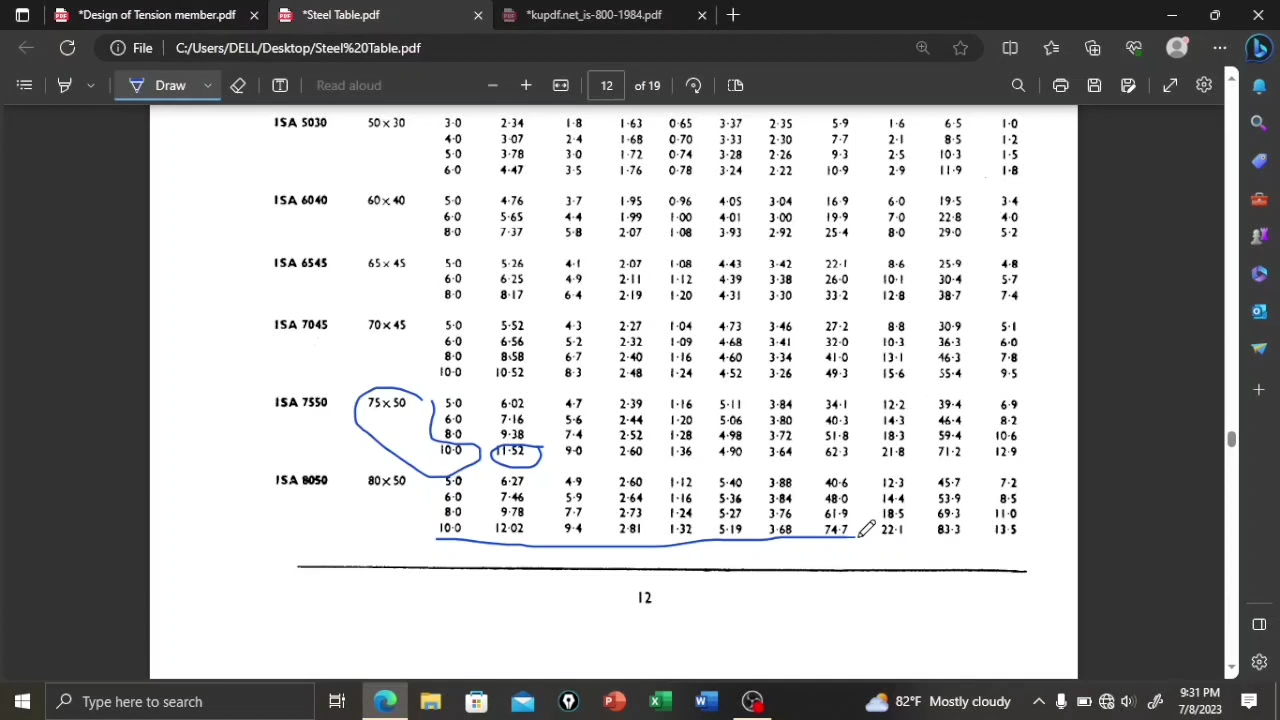 *Design of Tension member.pdf
*Steel Table.pdf
*kupdf.net_is-800-1984.pdf
File C:/Users/DELL/Desktop/Steel%20Table.pdf
Draw Read aloud 12 of 19
ISA 5030 50×30 3·0 2·34 1·8 1·63 0·65 3·37 2·35 5·9 1·6 6·5 1·0
4·0 3·07 2·4 1·68 0·70 3·33 2·30 7·7 2·1 8·5 1·2
5·0 3·78 3·0 1·72 0·74 3·28 2·26 9·3 2·5 10·3 1·5
6·0 4·47 3·5 1·76 0·78 3·24 2·22 10·9 2·9 11·9 1·8
ISA 6040 60×40 5·0 4·76 3·7 1·95 0·96 4·05 3·04 16·9 6·0 19·5 3·4
6·0 5·65 4·4 1·99 1·00 4·01 3·00 19·9 7·0 22·8 4·0
8·0 7·37 5·8 2·07 1·08 3·93 2·92 25·4 8·0 29·0 5·2
ISA 6545 65×45 5·0 5·26 4·1 2·07 1·08 4·43 3·42 22·1 8·6 25·9 4·8
6·0 6·25 4·9 2·11 1·12 4·39 3·38 26·0 10·1 30·4 5·7
8·0 8·17 6·4 2·19 1·20 4·31 3·30 33·2 12·8 38·7 7·4
ISA 7045 70×45 5·0 5·52 4·3 2·27 1·04 4·73 3·46 27·2 8·8 30·9 5·1
6·0 6·56 5·2 2·32 1·09 4·68 3·41 32·0 10·3 36·3 6·0
8·0 8·58 6·7 2·40 1·16 4·60 3·34 41·0 13·1 46·3 7·8
10·0 10·52 8·3 2·48 1·24 4·52 3·26 49·3 15·6 55·4 9·5
ISA 7550 75×50 5·0 6·02 4·7 2·39 1·16 5·11 3·84 34·1 12·2 39·4 6·9
6·0 7·16 5·6 2·44 1·20 5·06 3·80 40·3 14·3 46·4 8·2
8·0 9·38 7·4 2·52 1·28 4·98 3·72 51·8 18·3 59·4 10·6
10·0 11·52 9·0 2·60 1·36 4·90 3·64 62·3 21·8 71·2 12·9
ISA 8050 80×50 5·0 6·27 4·9 2·60 1·12 5·40 3·88 40·6 12·3 45·7 7·2
6·0 7·46 5·9 2·64 1·16 5·36 3·84 48·0 14·4 53·9 8·5
8·0 9·78 7·7 2·73 1·24 5·27 3·76 61·9 18·5 69·3 11·0
10·0 12·02 9·4 2·81 1·32 5·19 3·68 74·7 22·1 83·3 13·5
12
Type here to search
82°F Mostly cloudy
9:31 PM
7/8/2023